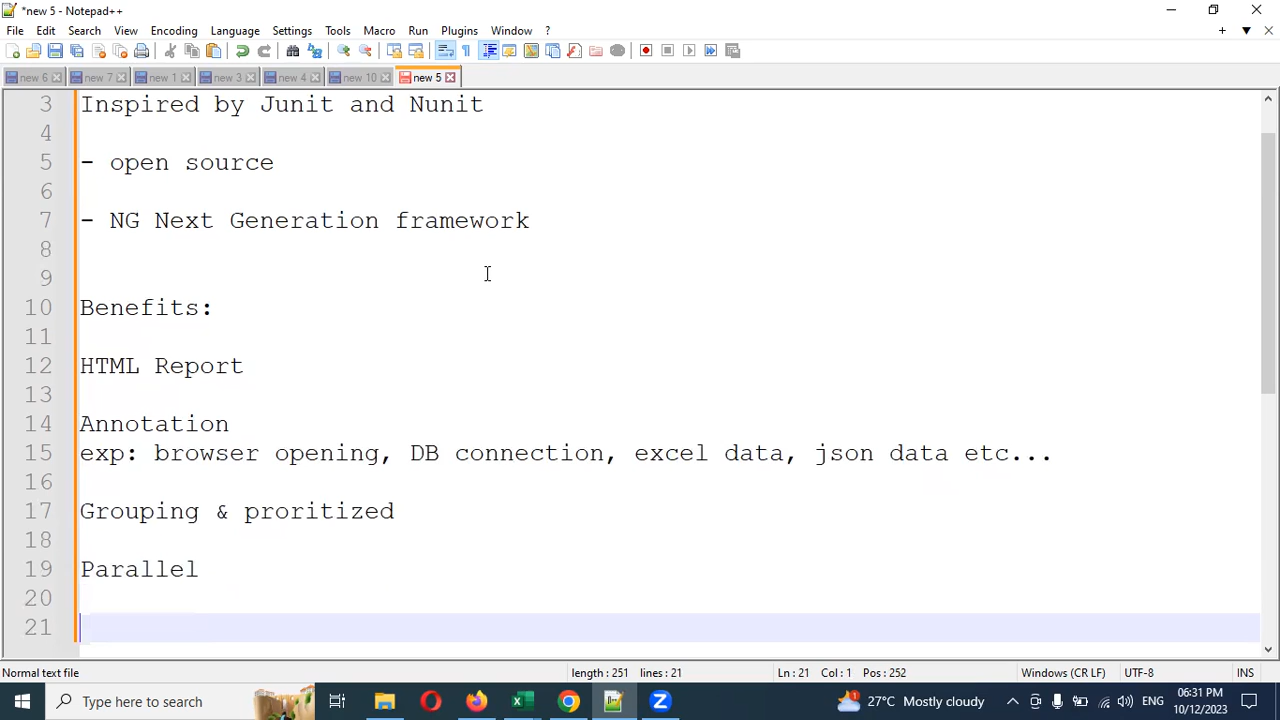 *new 5 - Notepad++
File Edit Search View Encoding Language Settings Tools Macro Run Plugins Window ?
new 6 new 7 new 1 new 3 new 4 new 10 new 5
3 Inspired by Junit and Nunit
4
5 - open source
6
7 - NG Next Generation framework
8
9
10 Benefits:
11
12 HTML Report
13
14 Annotation
15 exp: browser opening, DB connection, excel data, json data etc...
16
17 Grouping & proritized
18
19 Parallel
20
21
Normal text file length : 251 lines : 21 Ln : 21 Col : 1 Pos : 252 Windows (CR LF) UTF-8 INS
Type here to search 27°C Mostly cloudy ENG 06:31 PM
10/12/2023